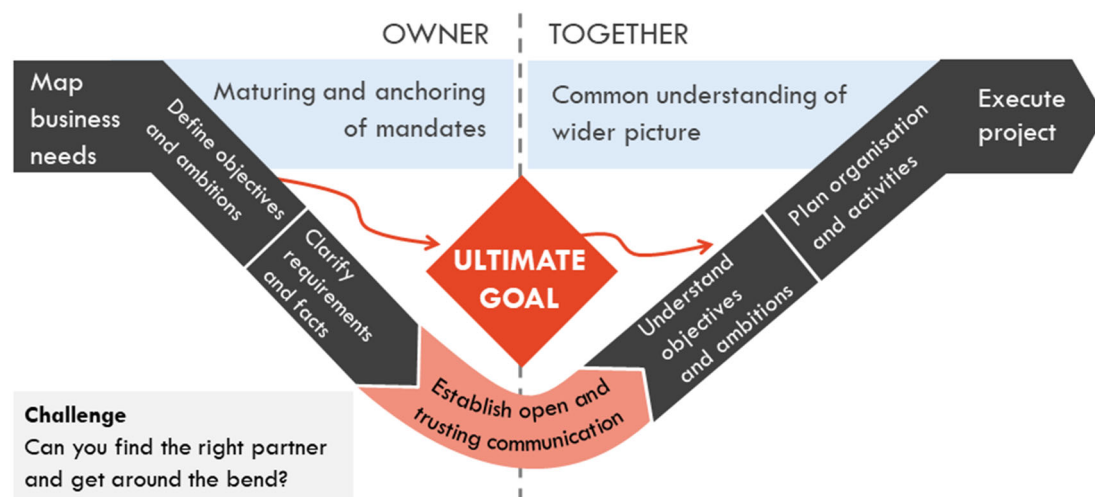 OWNER
TOGETHER
Map
business
needs
Define objectives
and ambitions
Clarify
requirements
and facts
Maturing and anchoring
of mandates
Common understanding of
wider picture
ULTIMATE
GOAL
Establish open and
trusting communication
Understand
objectives
and ambitions
Plan organisation
and activities
Execute
project
Challenge
Can you find the right partner
and get around the bend?